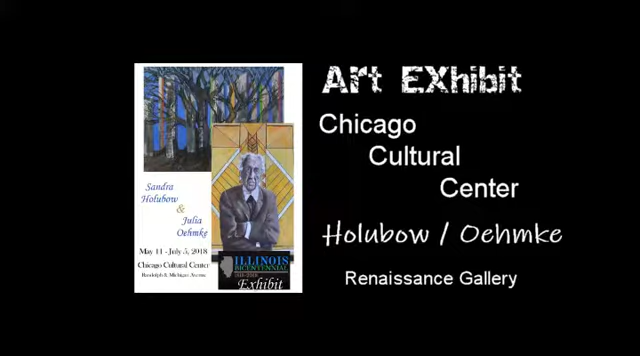 Sandra
Holubow
&
Julia
Oehmke
May 11 - July 5, 2018
Chicago Cultural Center
Randolph & Michigan Avenue
ILLINOIS
BICENTENNIAL
Exhibit
Art Exhibit
Chicago
Cultural
Center
Holubow / Oehmke
Renaissance Gallery